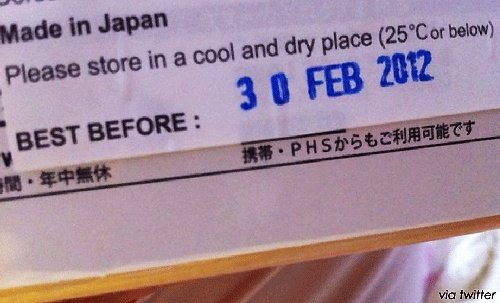 Made in Japan
Please store in a cool and dry place (25°C or below)
30 FEB 2012
BEST BEFORE :
間・年中無休
携帯・PHSからもご利用可能です
via twitter